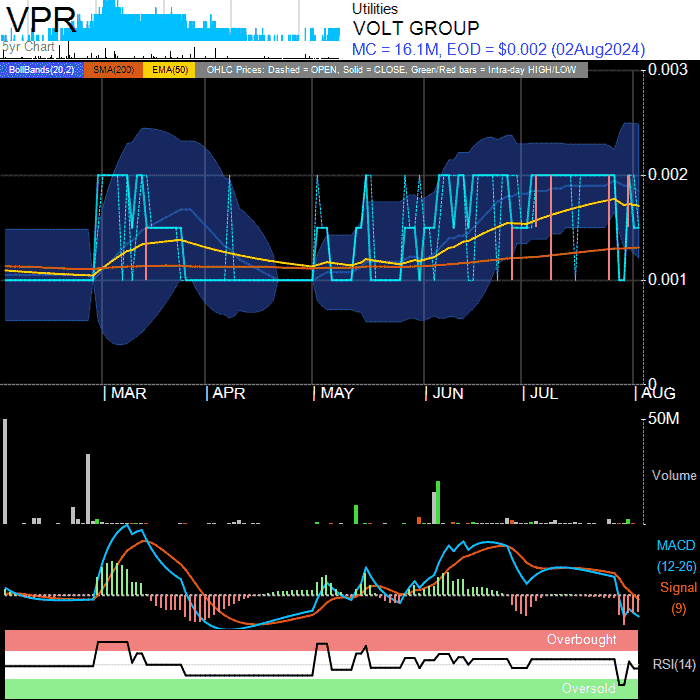 VPR
5yr Chart
Utilities
VOLT GROUP
MC = 16.1M, EOD = $0.002 (02Aug2024)
BollBands(20,2) SMA(200) EMA(50) OHLC Prices: Dashed = OPEN, Solid = CLOSE, Green/Red bars = Intra-day HIGH/LOW
0.003
0.002
0.001
0
MAR APR MAY JUN JUL AUG
50M
Volume
MACD
(12-26)
Signal
(9)
Overbought
RSI(14)
Oversold